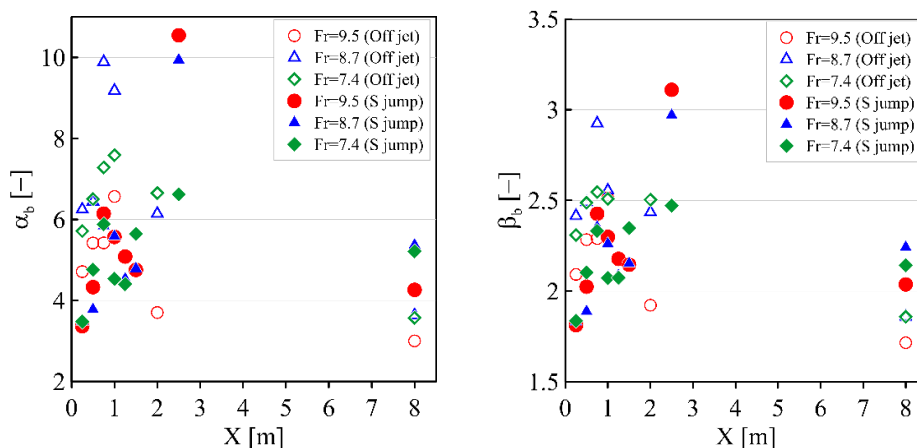 10
8
6
4
2
α_b [–]
0 1 2 3 4 5 6 7 8
X [m]
Fr=9.5 (Off jet)
Fr=8.7 (Off jet)
Fr=7.4 (Off jet)
Fr=9.5 (S jump)
Fr=8.7 (S jump)
Fr=7.4 (S jump)
3.5
3
2.5
2
1.5
β_b [–]
0 1 2 3 4 5 6 7 8
X [m]
Fr=9.5 (Off jet)
Fr=8.7 (Off jet)
Fr=7.4 (Off jet)
Fr=9.5 (S jump)
Fr=8.7 (S jump)
Fr=7.4 (S jump)